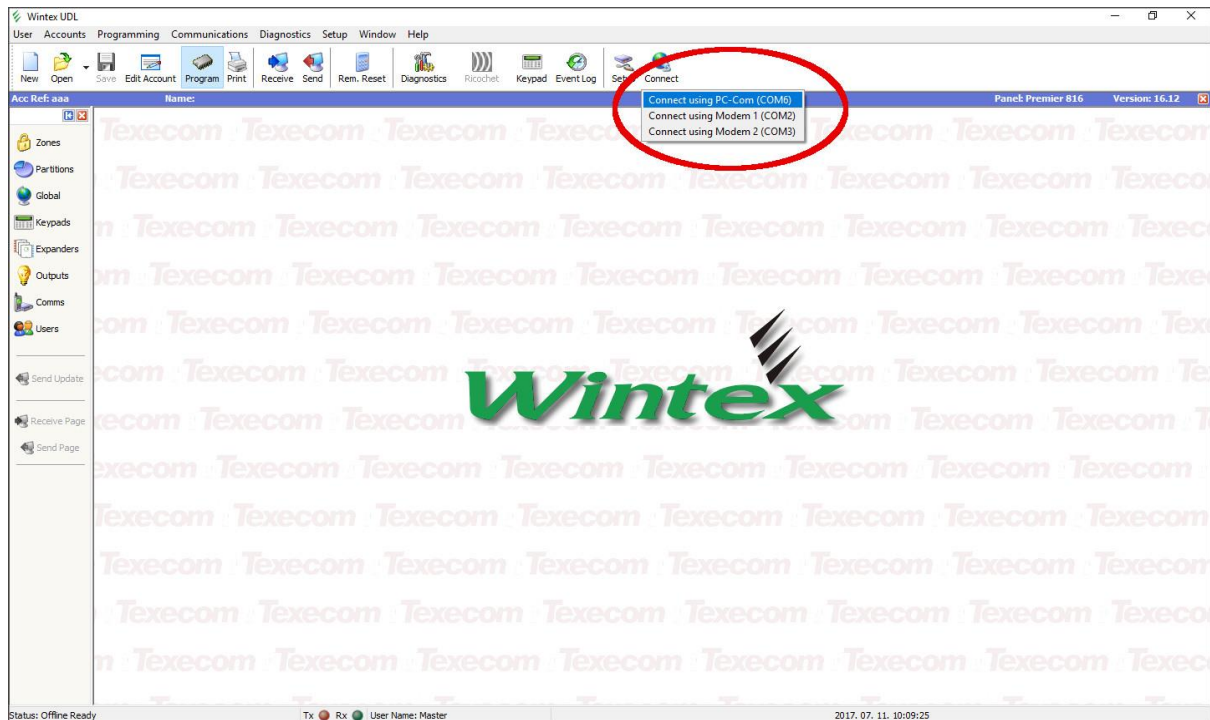 Wintex UDL
User Accounts Programming Communications Diagnostics Setup Window Help
New Open Save Edit Account Program Print Receive Send Rem. Reset Diagnostics Ricochet Keypad Event Log Connect
Acc Ref: aaa Name: Panel: Premier 816 Version: 16.12
Connect using PC-Com (COM6)
Connect using Modem 1 (COM2)
Connect using Modem 2 (COM3)
Zones
Partitions
Global
Keypads
Expanders
Outputs
Comms
Users
Send Update
Receive Page
Send Page
Texecom Texecom Texecom Texecom
Wintex
Status: Offline Ready Tx Rx User Name: Master 2017. 07. 11. 10:09:25